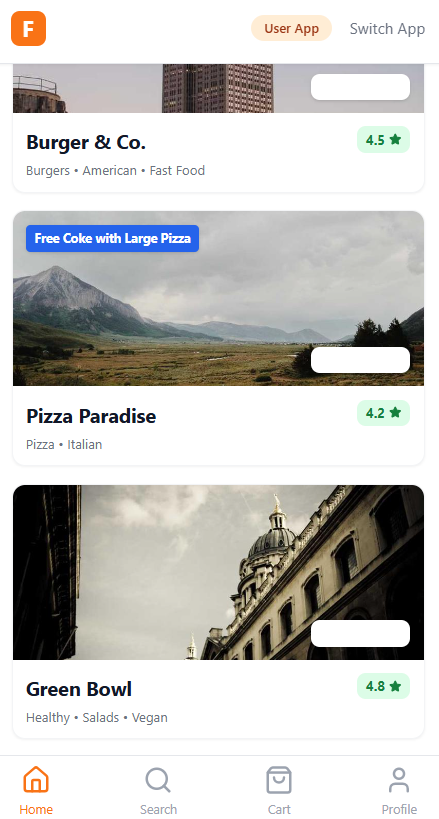 F
User App
Switch App
Burger & Co.
4.5 ★
Burgers • American • Fast Food
Free Coke with Large Pizza
Pizza Paradise
4.2 ★
Pizza • Italian
Green Bowl
4.8 ★
Healthy • Salads • Vegan
Home
Search
Cart
Profile